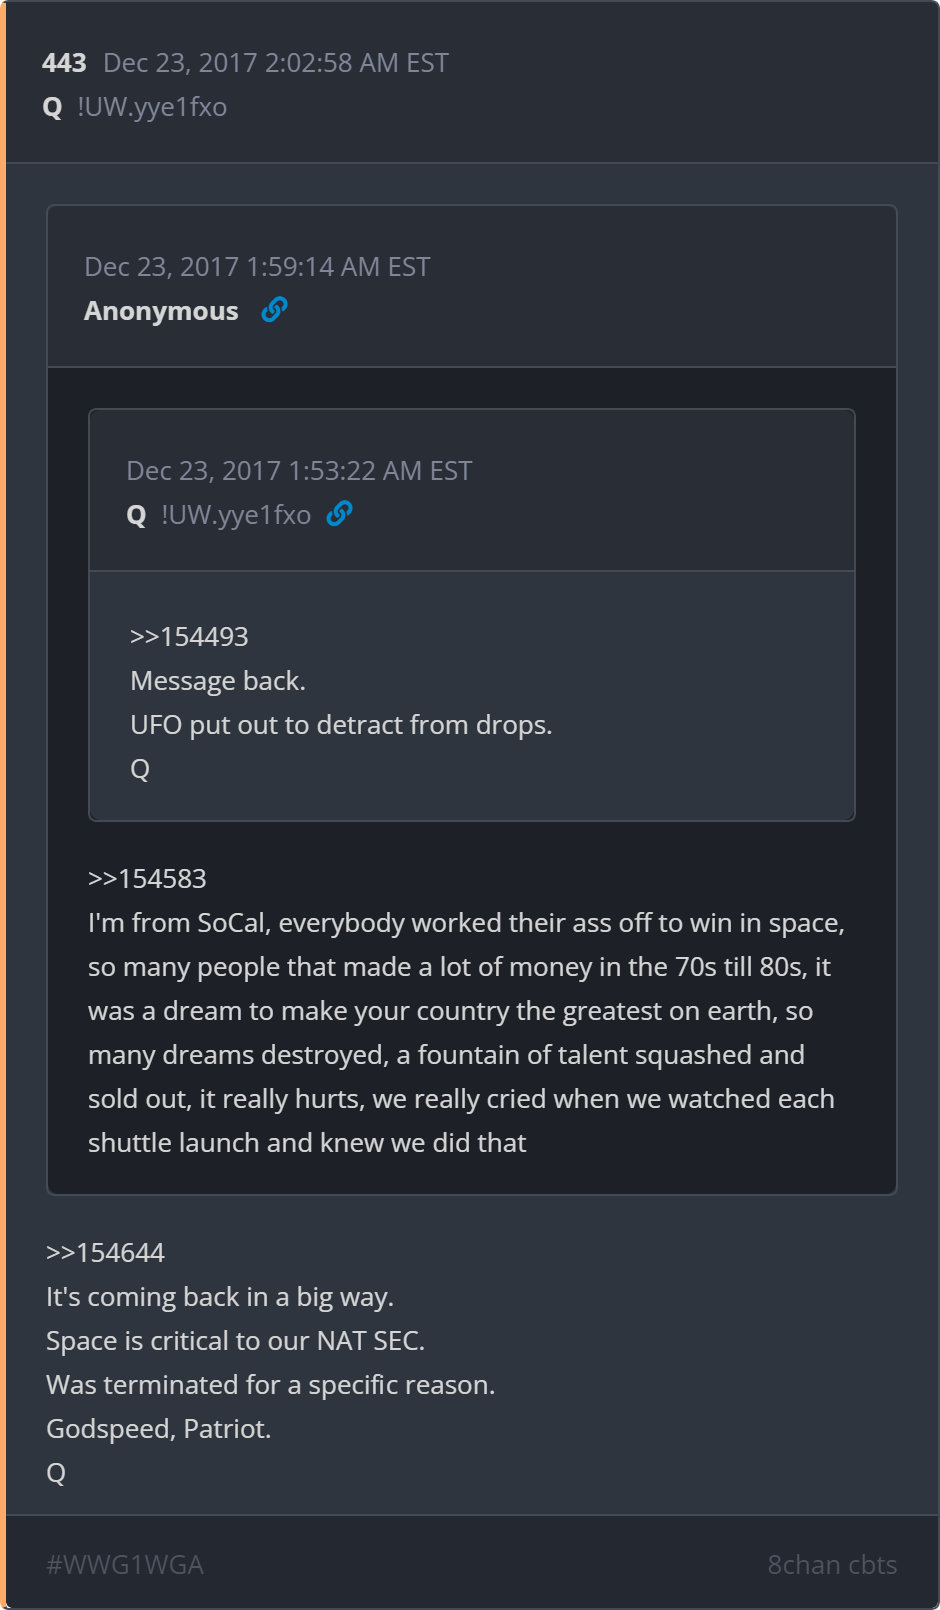 443 Dec 23, 2017 2:02:58 AM EST
Q !UW.yye1fxo
Dec 23, 2017 1:59:14 AM EST
Anonymous
Dec 23, 2017 1:53:22 AM EST
Q !UW.yye1fxo
>>154493
Message back.
UFO put out to detract from drops.
Q
>>154583
I'm from SoCal, everybody worked their ass off to win in space,
so many people that made a lot of money in the 70s till 80s, it
was a dream to make your country the greatest on earth, so
many dreams destroyed, a fountain of talent squashed and
sold out, it really hurts, we really cried when we watched each
shuttle launch and knew we did that
>>154644
It's coming back in a big way.
Space is critical to our NAT SEC.
Was terminated for a specific reason.
Godspeed, Patriot.
Q
#WWG1WGA 8chan cbts